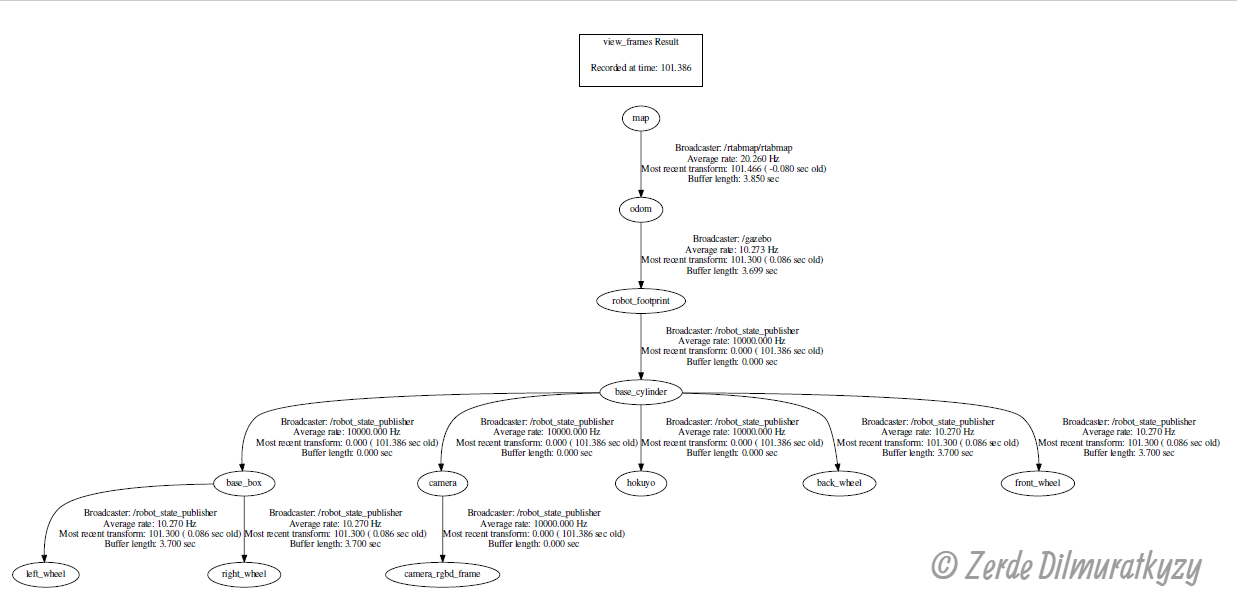 view_frames Result
Recorded at time: 101.386
map
Broadcaster: /rtabmap/rtabmap
Average rate: 20.260 Hz
Most recent transform: 101.466 ( -0.080 sec old)
Buffer length: 3.850 sec
odom
Broadcaster: /gazebo
Average rate: 10.273 Hz
Most recent transform: 101.300 ( 0.086 sec old)
Buffer length: 3.699 sec
robot_footprint
Broadcaster: /robot_state_publisher
Average rate: 10000.000 Hz
Most recent transform: 0.000 ( 101.386 sec old)
Buffer length: 0.000 sec
base_cylinder
Broadcaster: /robot_state_publisher
Average rate: 10000.000 Hz
Most recent transform: 0.000 ( 101.386 sec old)
Buffer length: 0.000 sec
Broadcaster: /robot_state_publisher
Average rate: 10000.000 Hz
Most recent transform: 0.000 ( 101.386 sec old)
Buffer length: 0.000 sec
Broadcaster: /robot_state_publisher
Average rate: 10000.000 Hz
Most recent transform: 0.000 ( 101.386 sec old)
Buffer length: 0.000 sec
Broadcaster: /robot_state_publisher
Average rate: 10.270 Hz
Most recent transform: 101.300 ( 0.086 sec old)
Buffer length: 3.700 sec
Broadcaster: /robot_state_publisher
Average rate: 10.270 Hz
Most recent transform: 101.300 ( 0.086 sec old)
Buffer length: 3.700 sec
base_box
camera
hokuyo
back_wheel
front_wheel
Broadcaster: /robot_state_publisher
Average rate: 10.270 Hz
Most recent transform: 101.300 ( 0.086 sec old)
Buffer length: 3.700 sec
Broadcaster: /robot_state_publisher
Average rate: 10.270 Hz
Most recent transform: 101.300 ( 0.086 sec old)
Buffer length: 3.700 sec
Broadcaster: /robot_state_publisher
Average rate: 10000.000 Hz
Most recent transform: 0.000 ( 101.386 sec old)
Buffer length: 0.000 sec
left_wheel
right_wheel
camera_rgbd_frame
© Zerde Dilmuratkyzy